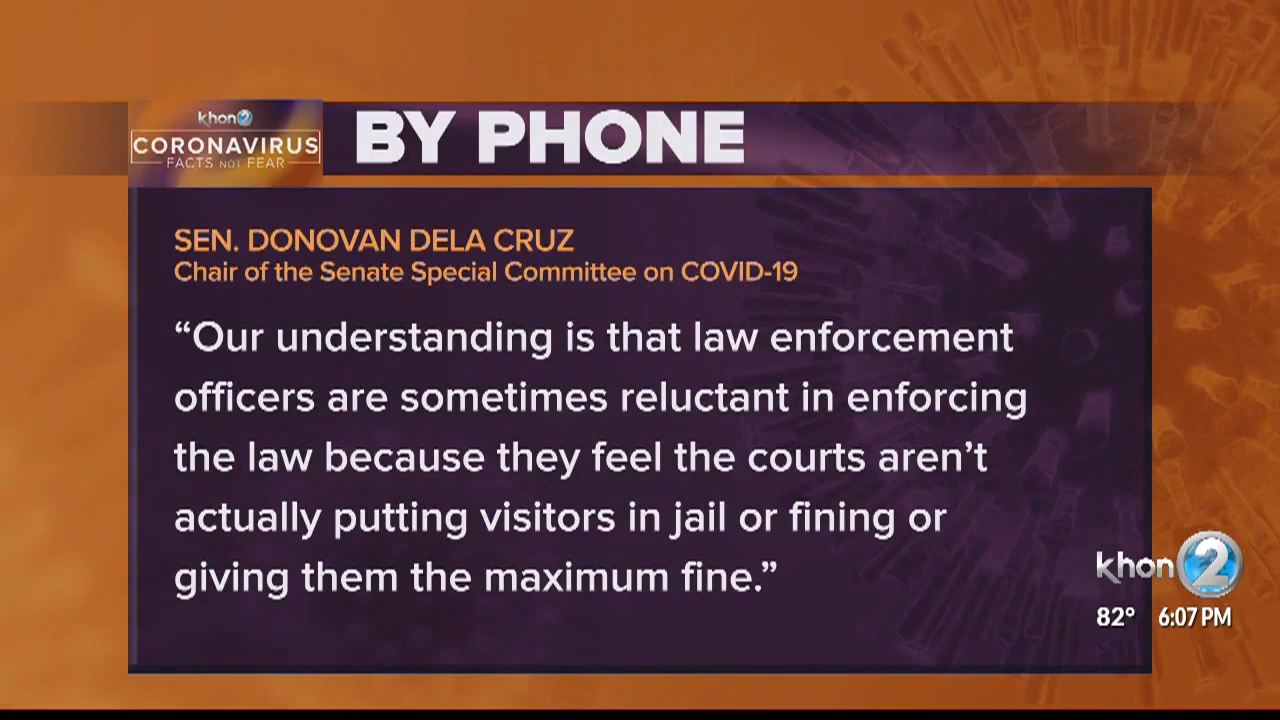 khon2
CORONAVIRUS
FACTS NOT FEAR
BY PHONE
SEN. DONOVAN DELA CRUZ
Chair of the Senate Special Committee on COVID-19
“Our understanding is that law enforcement
officers are sometimes reluctant in enforcing
the law because they feel the courts aren’t
actually putting visitors in jail or fining or
giving them the maximum fine.”
khon 2
82° 6:07 PM